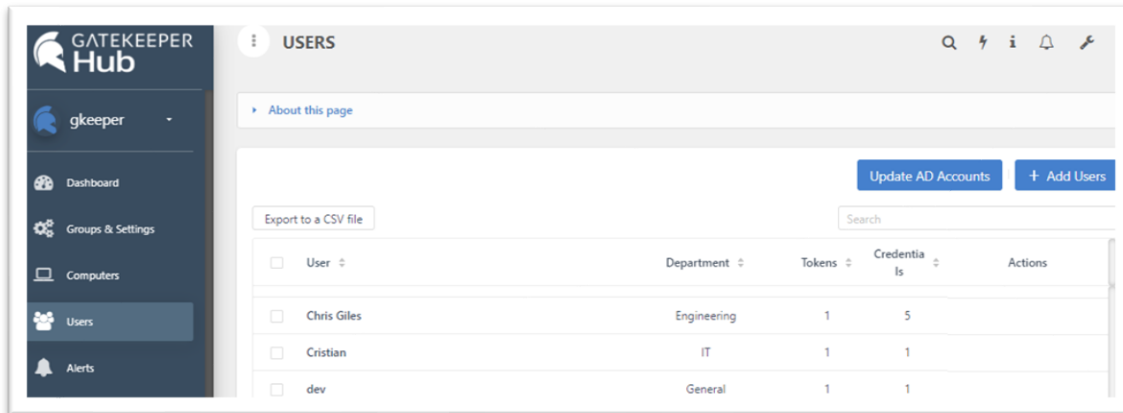 GATEKEEPER
Hub
gkeeper
Dashboard
Groups & Settings
Computers
Users
Alerts
USERS
About this page
Update AD Accounts
+ Add Users
Export to a CSV file
Search
User Department Tokens Credentia
ls Actions
Chris Giles Engineering 1 5
Cristian IT 1 1
dev General 1 1